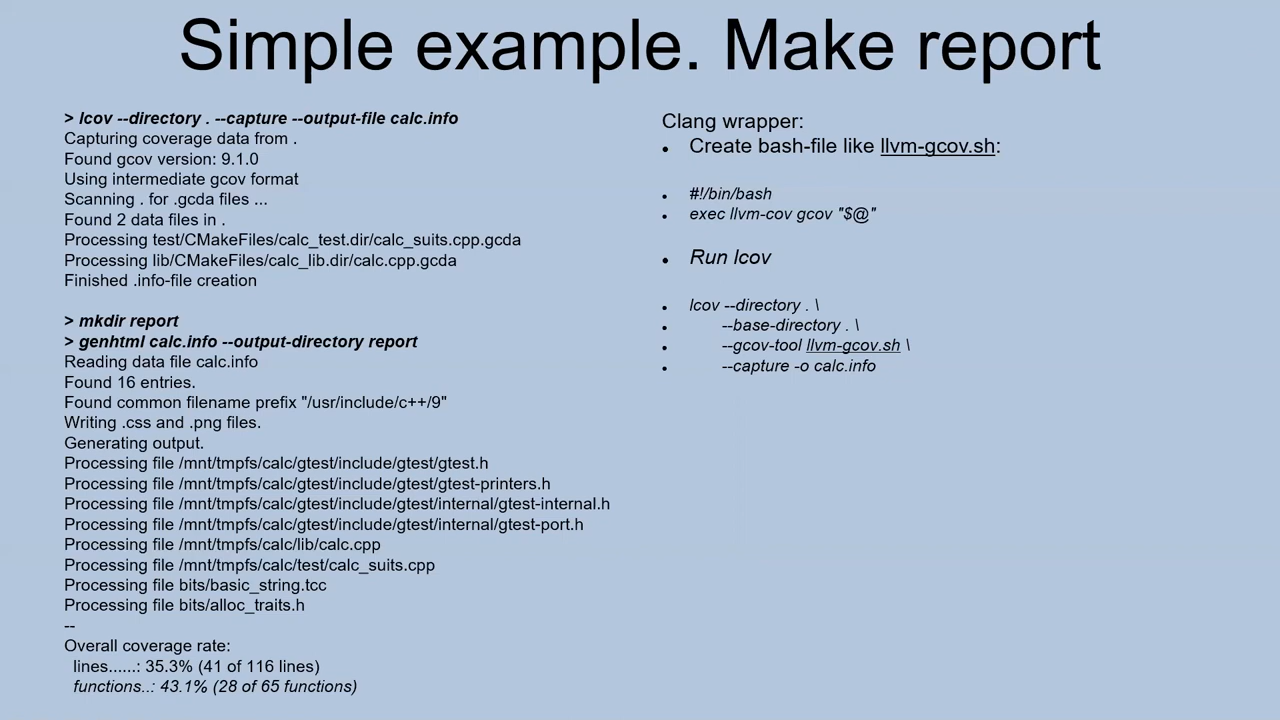 Simple example. Make report
> lcov --directory . --capture --output-file calc.info
Capturing coverage data from .
Found gcov version: 9.1.0
Using intermediate gcov format
Scanning . for .gcda files ...
Found 2 data files in .
Processing test/CMakeFiles/calc_test.dir/calc_suits.cpp.gcda
Processing lib/CMakeFiles/calc_lib.dir/calc.cpp.gcda
Finished .info-file creation
> mkdir report
> genhtml calc.info --output-directory report
Reading data file calc.info
Found 16 entries.
Found common filename prefix "/usr/include/c++/9"
Writing .css and .png files.
Generating output.
Processing file /mnt/tmpfs/calc/gtest/include/gtest/gtest.h
Processing file /mnt/tmpfs/calc/gtest/include/gtest/gtest-printers.h
Processing file /mnt/tmpfs/calc/gtest/include/gtest/internal/gtest-internal.h
Processing file /mnt/tmpfs/calc/gtest/include/gtest/internal/gtest-port.h
Processing file /mnt/tmpfs/calc/lib/calc.cpp
Processing file /mnt/tmpfs/calc/test/calc_suits.cpp
Processing file bits/basic_string.tcc
Processing file bits/alloc_traits.h
--
Overall coverage rate:
lines......: 35.3% (41 of 116 lines)
functions..: 43.1% (28 of 65 functions)
Clang wrapper:
• Create bash-file like llvm-gcov.sh:
• #!/bin/bash
• exec llvm-cov gcov "$@"
• Run lcov
• lcov --directory . \
• --base-directory . \
• --gcov-tool llvm-gcov.sh \
• --capture -o calc.info